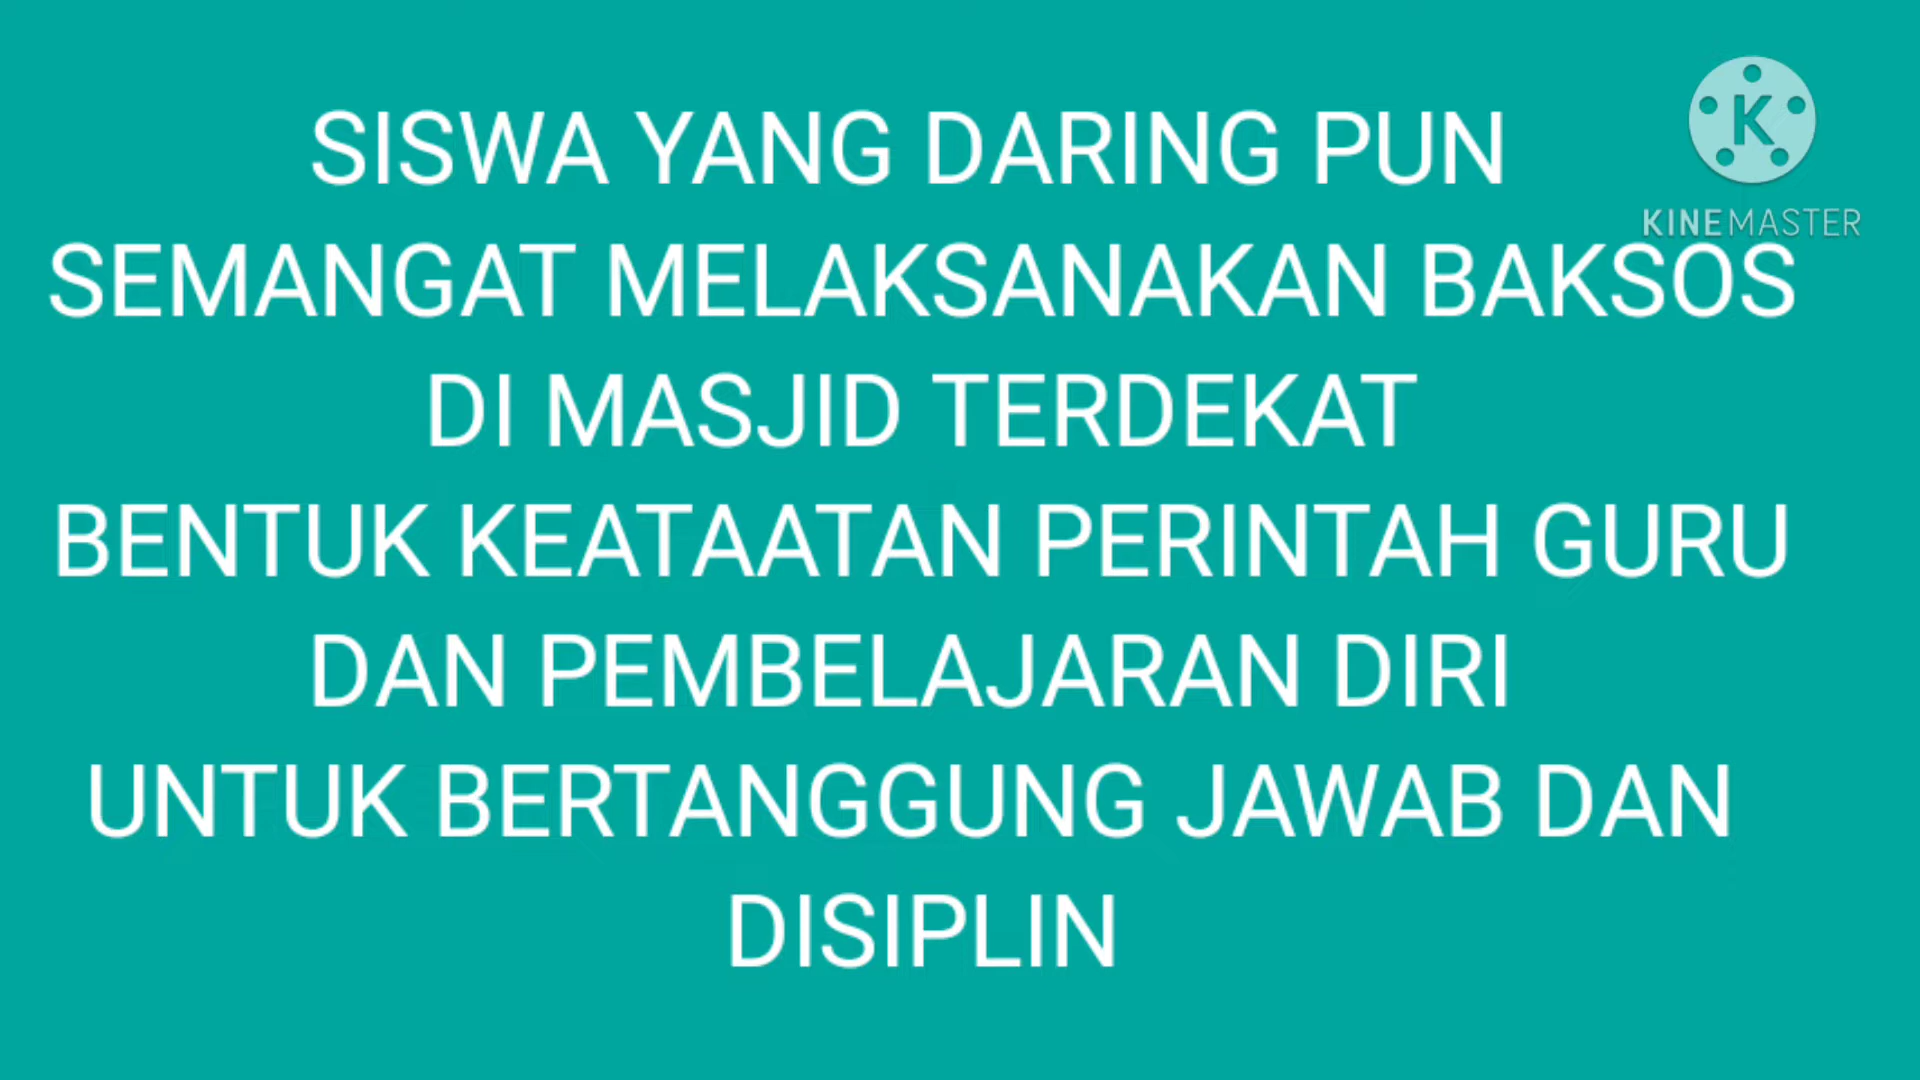 SISWA YANG DARING PUN
K
KINEMASTER
SEMANGAT MELAKSANAKAN BAKSOS
DI MASJID TERDEKAT
BENTUK KEATAATAN PERINTAH GURU
DAN PEMBELAJARAN DIRI
UNTUK BERTANGGUNG JAWAB DAN
DISIPLIN